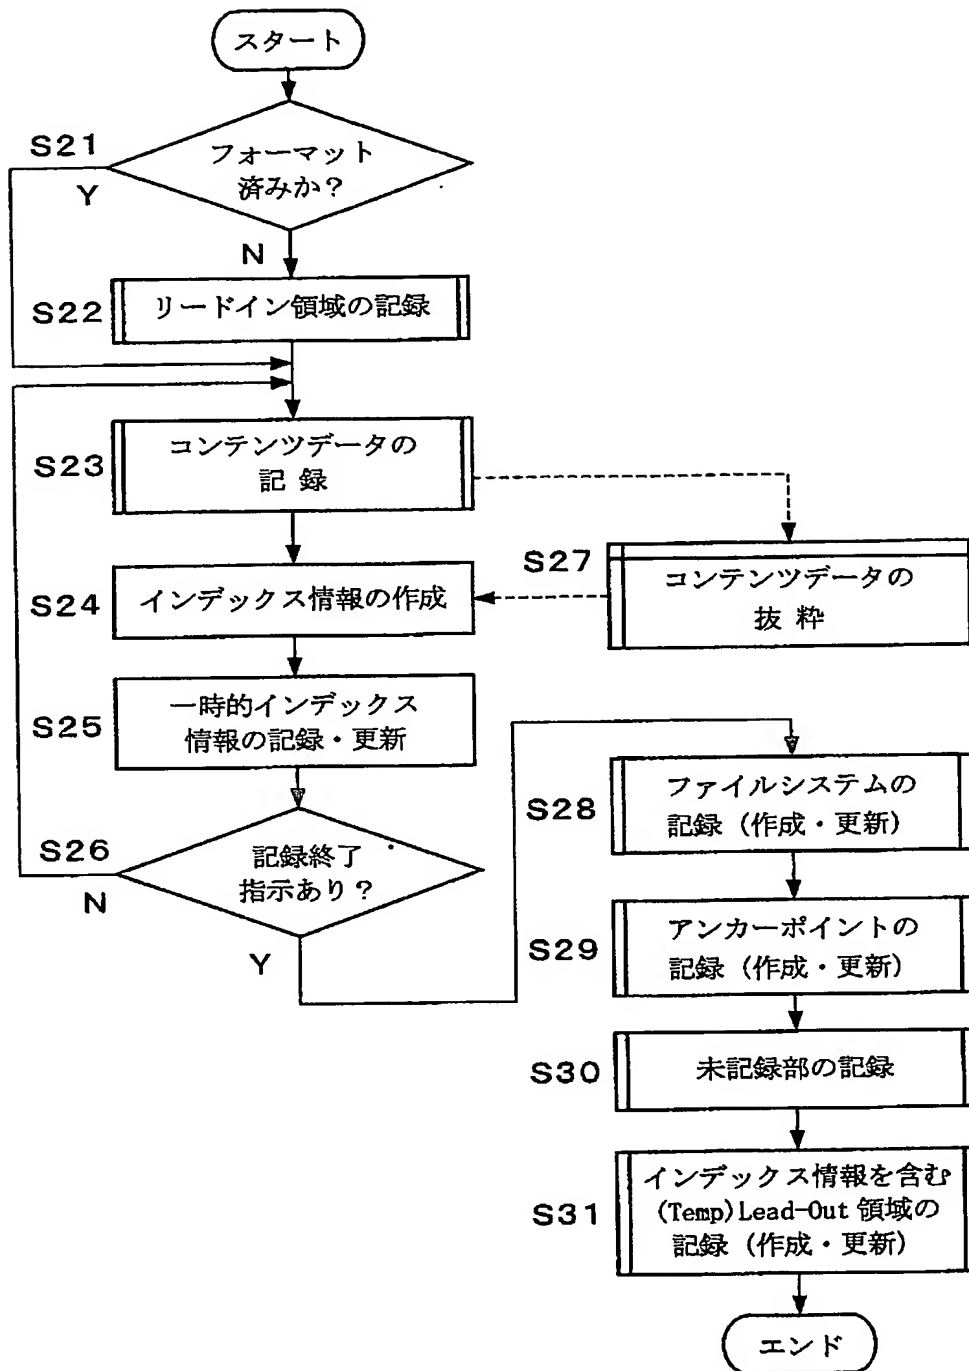 スタート
S21
フォーマット
済みか？
Y
N
S22
リードイン領域の記録
S23
コンテンツデータの
記 録
S27
コンテンツデータの
抜 粋
S24
インデックス情報の作成
S25
一時的インデックス
情報の記録・更新
S26
記録終了
指示あり？
N
Y
S28
ファイルシステムの
記録（作成・更新）
S29
アンカーポイントの
記録（作成・更新）
S30
未記録部の記録
S31
インデックス情報を含む
(Temp)Lead-Out 領域の
記録（作成・更新）
エンド